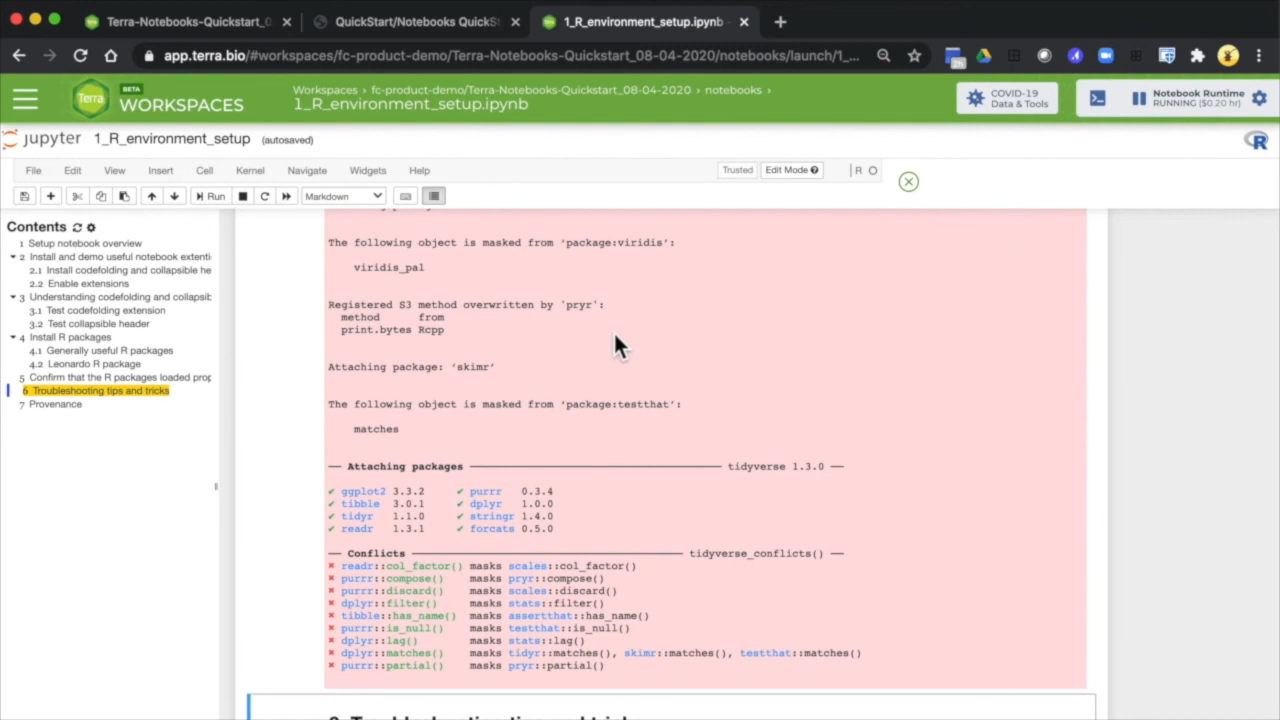 Terra-Notebooks-Quickstart_0
QuickStart/Notebooks QuickSt
1_R_environment_setup.ipynb -
app.terra.bio/#workspaces/fc-product-demo/Terra-Notebooks-Quickstart_08-04-2020/notebooks/launch/1_...
Terra
BETA
WORKSPACES
Workspaces › fc-product-demo/Terra-Notebooks-Quickstart_08-04-2020 › notebooks ›
1_R_environment_setup.ipynb
COVID-19
Data & Tools
Notebook Runtime
RUNNING ($0.20 hr)
jupyter 1_R_environment_setup (autosaved)
R
File Edit View Insert Cell Kernel Navigate Widgets Help
Trusted Edit Mode R
Run Markdown
Contents
1 Setup notebook overview
2 Install and demo useful notebook extenti
2.1 Install codefolding and collapsible he
2.2 Enable extensions
3 Understanding codefolding and collapsib
3.1 Test codefolding extension
3.2 Test collapsible header
4 Install R packages
4.1 Generally useful R packages
4.2 Leonardo R package
5 Confirm that the R packages loaded prop
6 Troubleshooting tips and tricks
7 Provenance
The following object is masked from ‘package:viridis’:
viridis_pal
Registered S3 method overwritten by 'pryr':
method from
print.bytes Rcpp
Attaching package: ‘skimr’
The following object is masked from ‘package:testthat’:
matches
── Attaching packages ── tidyverse 1.3.0 ──
✔ ggplot2 3.3.2 ✔ purrr 0.3.4
✔ tibble 3.0.1 ✔ dplyr 1.0.0
✔ tidyr 1.1.0 ✔ stringr 1.4.0
✔ readr 1.3.1 ✔ forcats 0.5.0
── Conflicts ── tidyverse_conflicts() ──
✖ readr::col_factor() masks scales::col_factor()
✖ purrr::compose() masks pryr::compose()
✖ purrr::discard() masks scales::discard()
✖ dplyr::filter() masks stats::filter()
✖ tibble::has_name() masks assertthat::has_name()
✖ purrr::is_null() masks testthat::is_null()
✖ dplyr::lag() masks stats::lag()
✖ dplyr::matches() masks tidyr::matches(), skimr::matches(), testthat::matches()
✖ purrr::partial() masks pryr::partial()